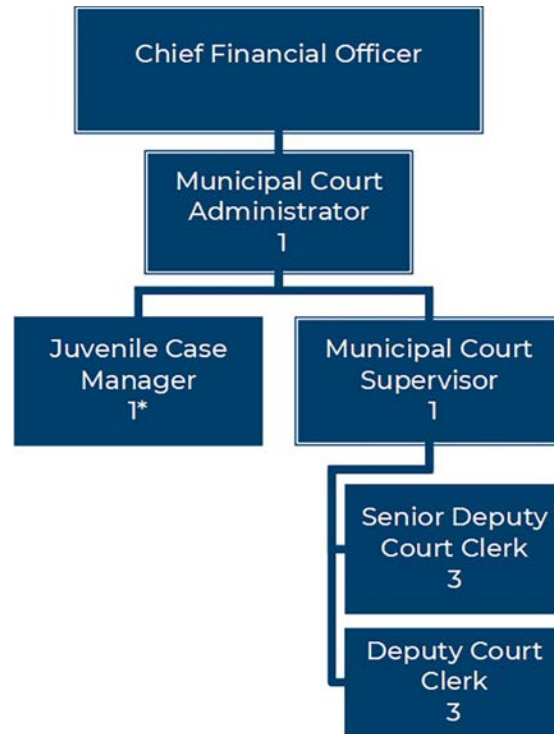 Chief Financial Officer
Municipal Court
Administrator
1
Juvenile Case
Manager
1*
Municipal Court
Supervisor
1
Senior Deputy
Court Clerk
3
Deputy Court
Clerk
3